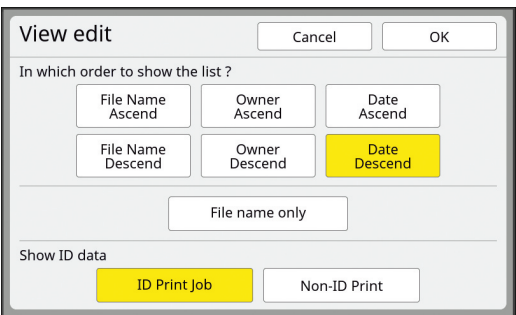 View edit
Cancel
OK
In which order to show the list ?
File Name
Ascend
Owner
Ascend
Date
Ascend
File Name
Descend
Owner
Descend
Date
Descend
File name only
Show ID data
ID Print Job
Non-ID Print